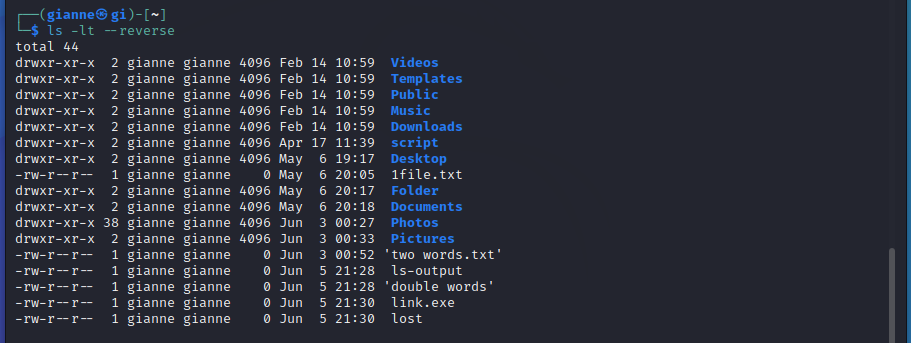 ┌──(gianne㉿gi)-[~]
└─$ ls -lt --reverse
total 44
drwxr-xr-x  2 gianne gianne 4096 Feb 14 10:59  Videos
drwxr-xr-x  2 gianne gianne 4096 Feb 14 10:59  Templates
drwxr-xr-x  2 gianne gianne 4096 Feb 14 10:59  Public
drwxr-xr-x  2 gianne gianne 4096 Feb 14 10:59  Music
drwxr-xr-x  2 gianne gianne 4096 Feb 14 10:59  Downloads
drwxr-xr-x  2 gianne gianne 4096 Apr 17 11:39  script
drwxr-xr-x  2 gianne gianne 4096 May  6 19:17  Desktop
-rw-r--r--  1 gianne gianne    0 May  6 20:05  1file.txt
drwxr-xr-x  2 gianne gianne 4096 May  6 20:17  Folder
drwxr-xr-x  2 gianne gianne 4096 May  6 20:18  Documents
drwxr-xr-x 38 gianne gianne 4096 Jun  3 00:27  Photos
drwxr-xr-x  2 gianne gianne 4096 Jun  3 00:33  Pictures
-rw-r--r--  1 gianne gianne    0 Jun  3 00:52 'two words.txt'
-rw-r--r--  1 gianne gianne    0 Jun  5 21:28  ls-output
-rw-r--r--  1 gianne gianne    0 Jun  5 21:28 'double words'
-rw-r--r--  1 gianne gianne    0 Jun  5 21:30  link.exe
-rw-r--r--  1 gianne gianne    0 Jun  5 21:30  lost